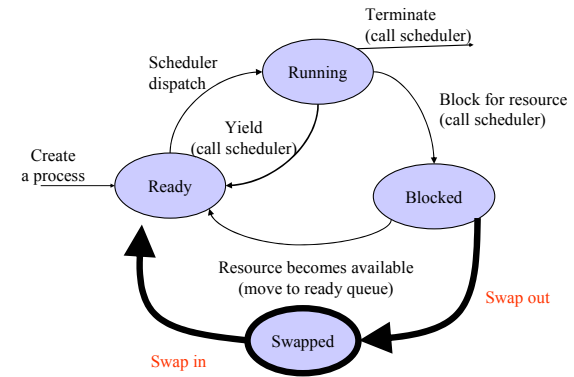 Terminate
(call scheduler)
Scheduler
dispatch
Running
Block for resource
(call scheduler)
Yield
(call scheduler)
Create
a process
Ready
Blocked
Resource becomes available
(move to ready queue)
Swap out
Swapped
Swap in